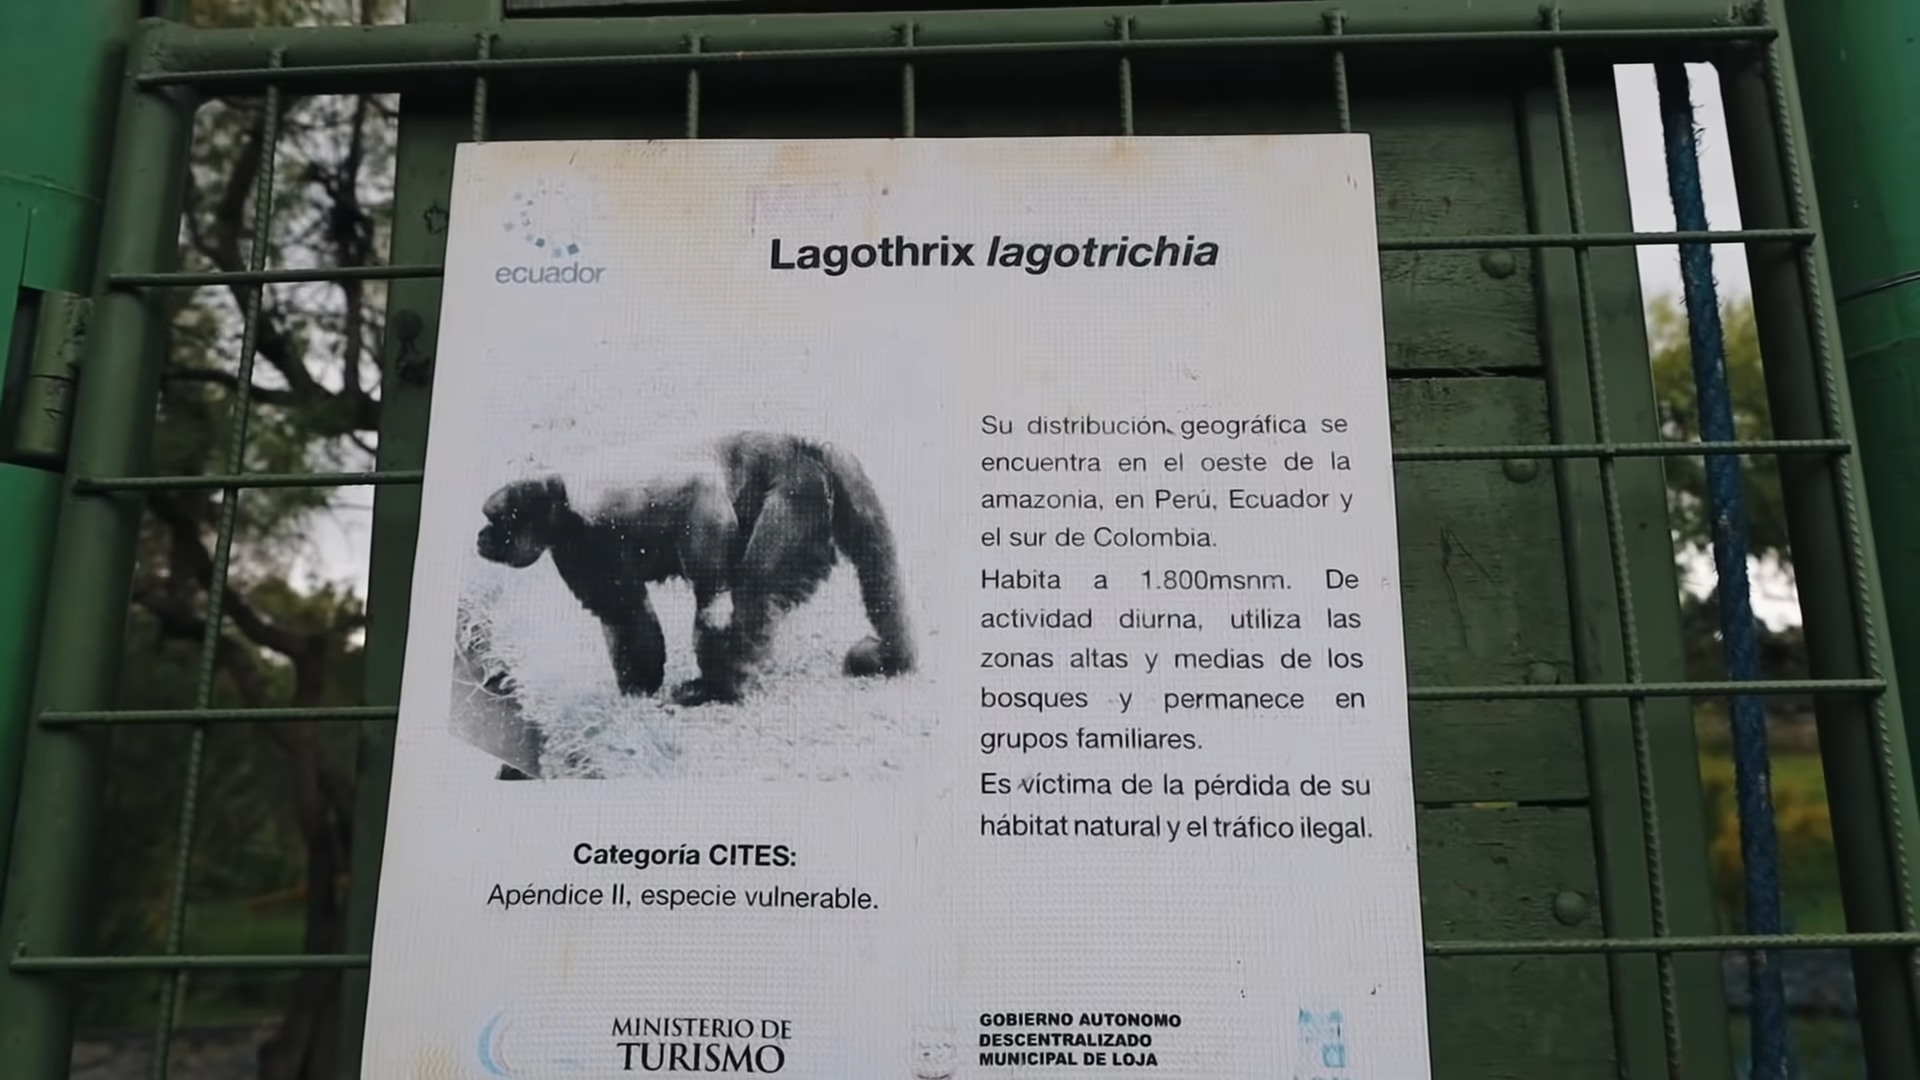 ecuador
Lagothrix lagotrichia
Su distribución geográfica se
encuentra en el oeste de la
amazonia, en Perú, Ecuador y
el sur de Colombia.
Habita a 1.800msnm. De
actividad diurna, utiliza las
zonas altas y medias de los
bosques y permanece en
grupos familiares.
Es víctima de la pérdida de su
hábitat natural y el tráfico ilegal.
Categoría CITES:
Apéndice II, especie vulnerable.
MINISTERIO DE
TURISMO
GOBIERNO AUTONOMO
DESCENTRALIZADO
MUNICIPAL DE LOJA